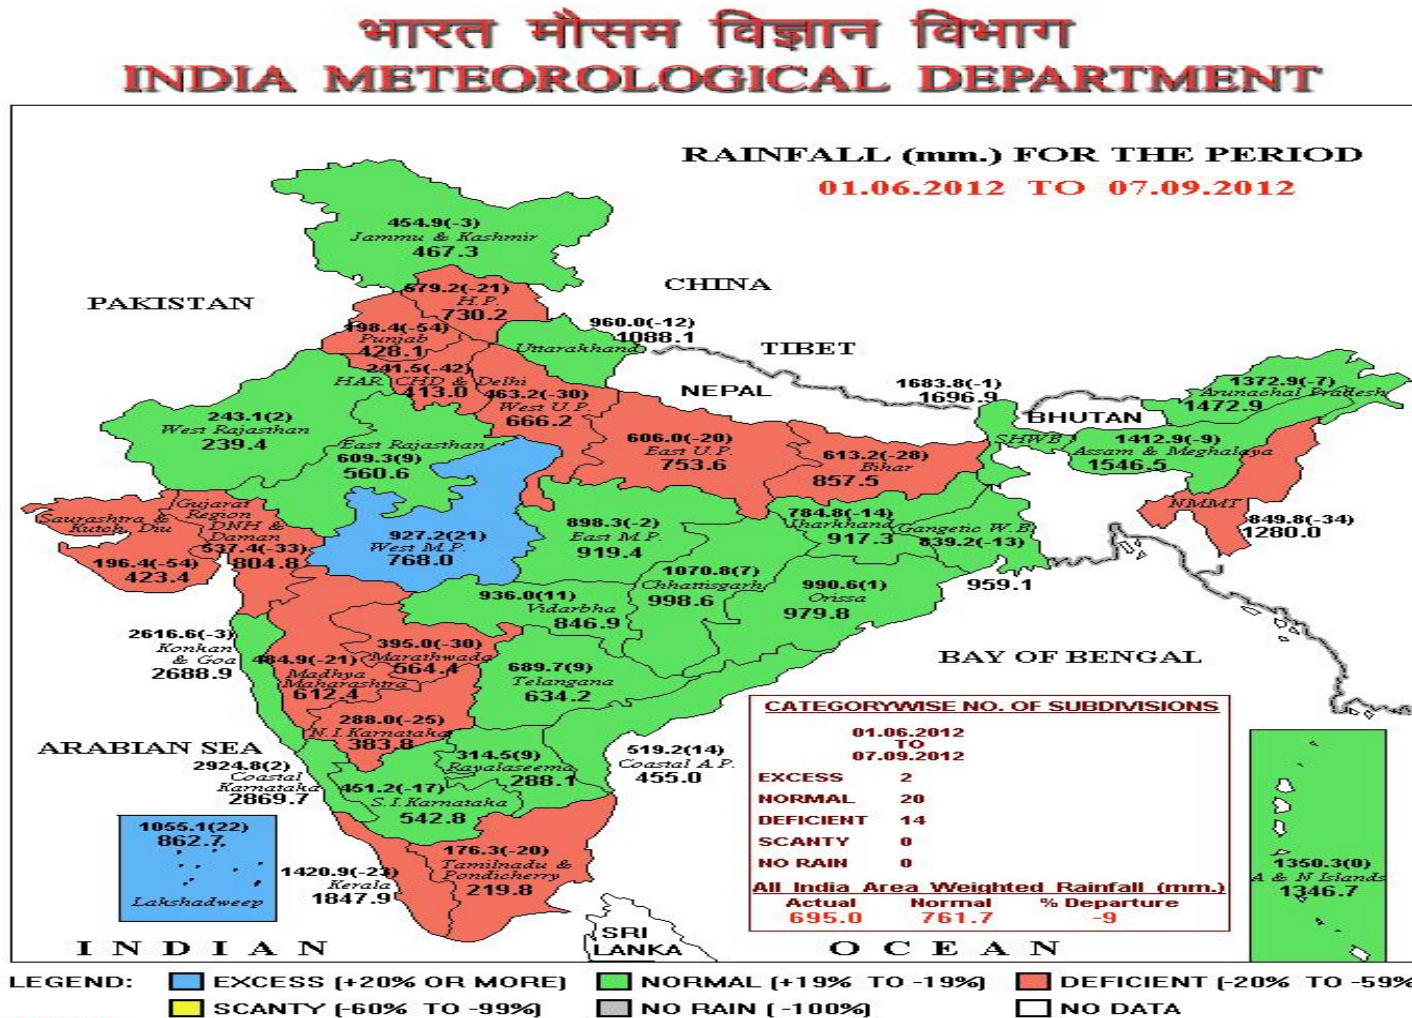 भारत मौसम विज्ञान विभाग
INDIA METEOROLOGICAL DEPARTMENT
RAINFALL (mm.) FOR THE PERIOD
01.06.2012 TO 07.09.2012
454.9(-3)
Jammu & Kashmir
467.3
CHINA
PAKISTAN
579.2(-21)
H.P.
730.2
198.4(-54)
Punjab
428.1
960.0(-12)
1088.1
Uttarakhand
TIBET
241.5(-42)
HAR CHD & Delhi
413.0
NEPAL
463.2(-30)
West U.P.
666.2
1683.8(-1)
1696.9
BHUTAN
1372.9(-7)
Arunachal Pradesh
1472.9
243.1(2)
West Rajasthan
239.4
East Rajasthan
609.3(9)
560.6
606.0(-20)
East U.P.
753.6
613.2(-28)
Bihar
857.5
SHWB
1412.9(-9)
Assam & Meghalaya
1546.5
NMMT
849.8(-34)
1280.0
Saurashtra &
Kutch, Diu
196.4(-54)
423.4
Gujarat
Region
DNH &
Daman
537.4(-33)
804.8
927.2(21)
West M.P.
768.0
898.3(-2)
East M.P.
919.4
784.8(-14)
Jharkhand
917.3
Gangetic W.B
839.2(-13)
959.1
1070.8(7)
Chhattisgarh
998.6
990.6(1)
Orissa
979.8
936.0(11)
Vidarbha
846.9
2616.6(-3)
Konkan
& Goa
2688.9
484.9(-21)
Madhya
Maharashtra
612.4
395.0(-30)
Marathwada
564.4
689.7(9)
Telangana
634.2
BAY OF BENGAL
288.0(-25)
N.I.Karnataka
383.8
ARABIAN SEA
2924.8(2)
Coastal
Karnataka
2869.7
314.5(9)
Rayalaseema
288.1
519.2(14)
Coastal A.P.
455.0
451.2(-17)
S.I.Karnataka
542.8
1055.1(22)
862.7
Lakshadweep
1420.9(-23)
Kerala
1847.9
176.3(-20)
Tamilnadu &
Pondicherry
219.8
CATEGORYWISE NO. OF SUBDIVISIONS
01.06.2012
TO
07.09.2012
EXCESS 2
NORMAL 20
DEFICIENT 14
SCANTY 0
NO RAIN 0
All India Area Weighted Rainfall (mm.)
Actual Normal % Departure
695.0 761.7 -9
1350.3(0)
A & N Islands
1346.7
SRI
LANKA
INDIAN OCEAN
LEGEND: EXCESS (+20% OR MORE) NORMAL (+19% TO -19%) DEFICIENT (-20% TO -59%
SCANTY (-60% TO -99%) NO RAIN (-100%) NO DATA